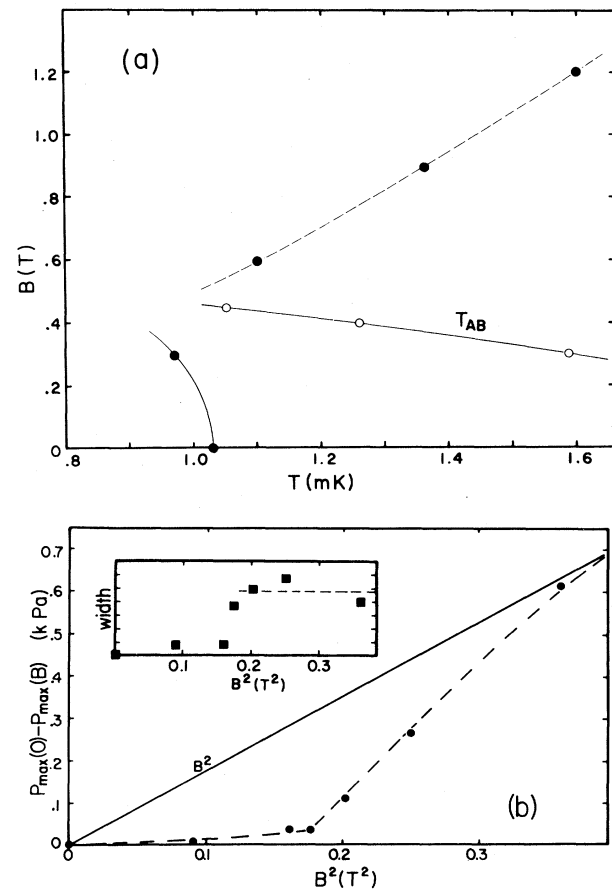 (a)
1.2
1.0
.8
.6
.4
.2
0
B (T)
T_AB
.8
1.0
1.2
1.4
1.6
T (mK)
0.7
.6
.5
.4
.3
.2
.1
0
P_max(0)-P_max(B) (k Pa)
width
0.1
0.2
0.3
B²(T²)
B²
(b)
0
0.1
0.2
0.3
B²(T²)